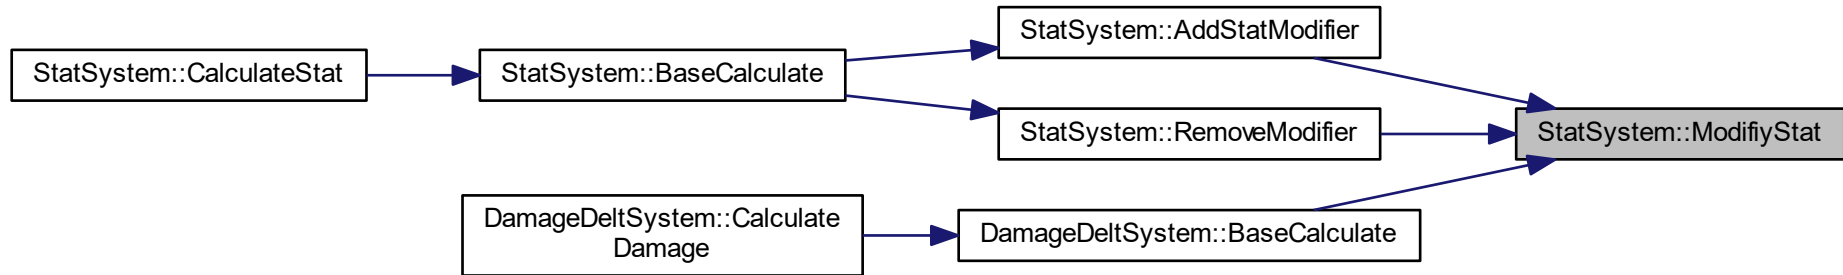 StatSystem::CalculateStat
StatSystem::BaseCalculate
StatSystem::AddStatModifier
StatSystem::RemoveModifier
StatSystem::ModifiyStat
DamageDeltSystem::Calculate
Damage
DamageDeltSystem::BaseCalculate